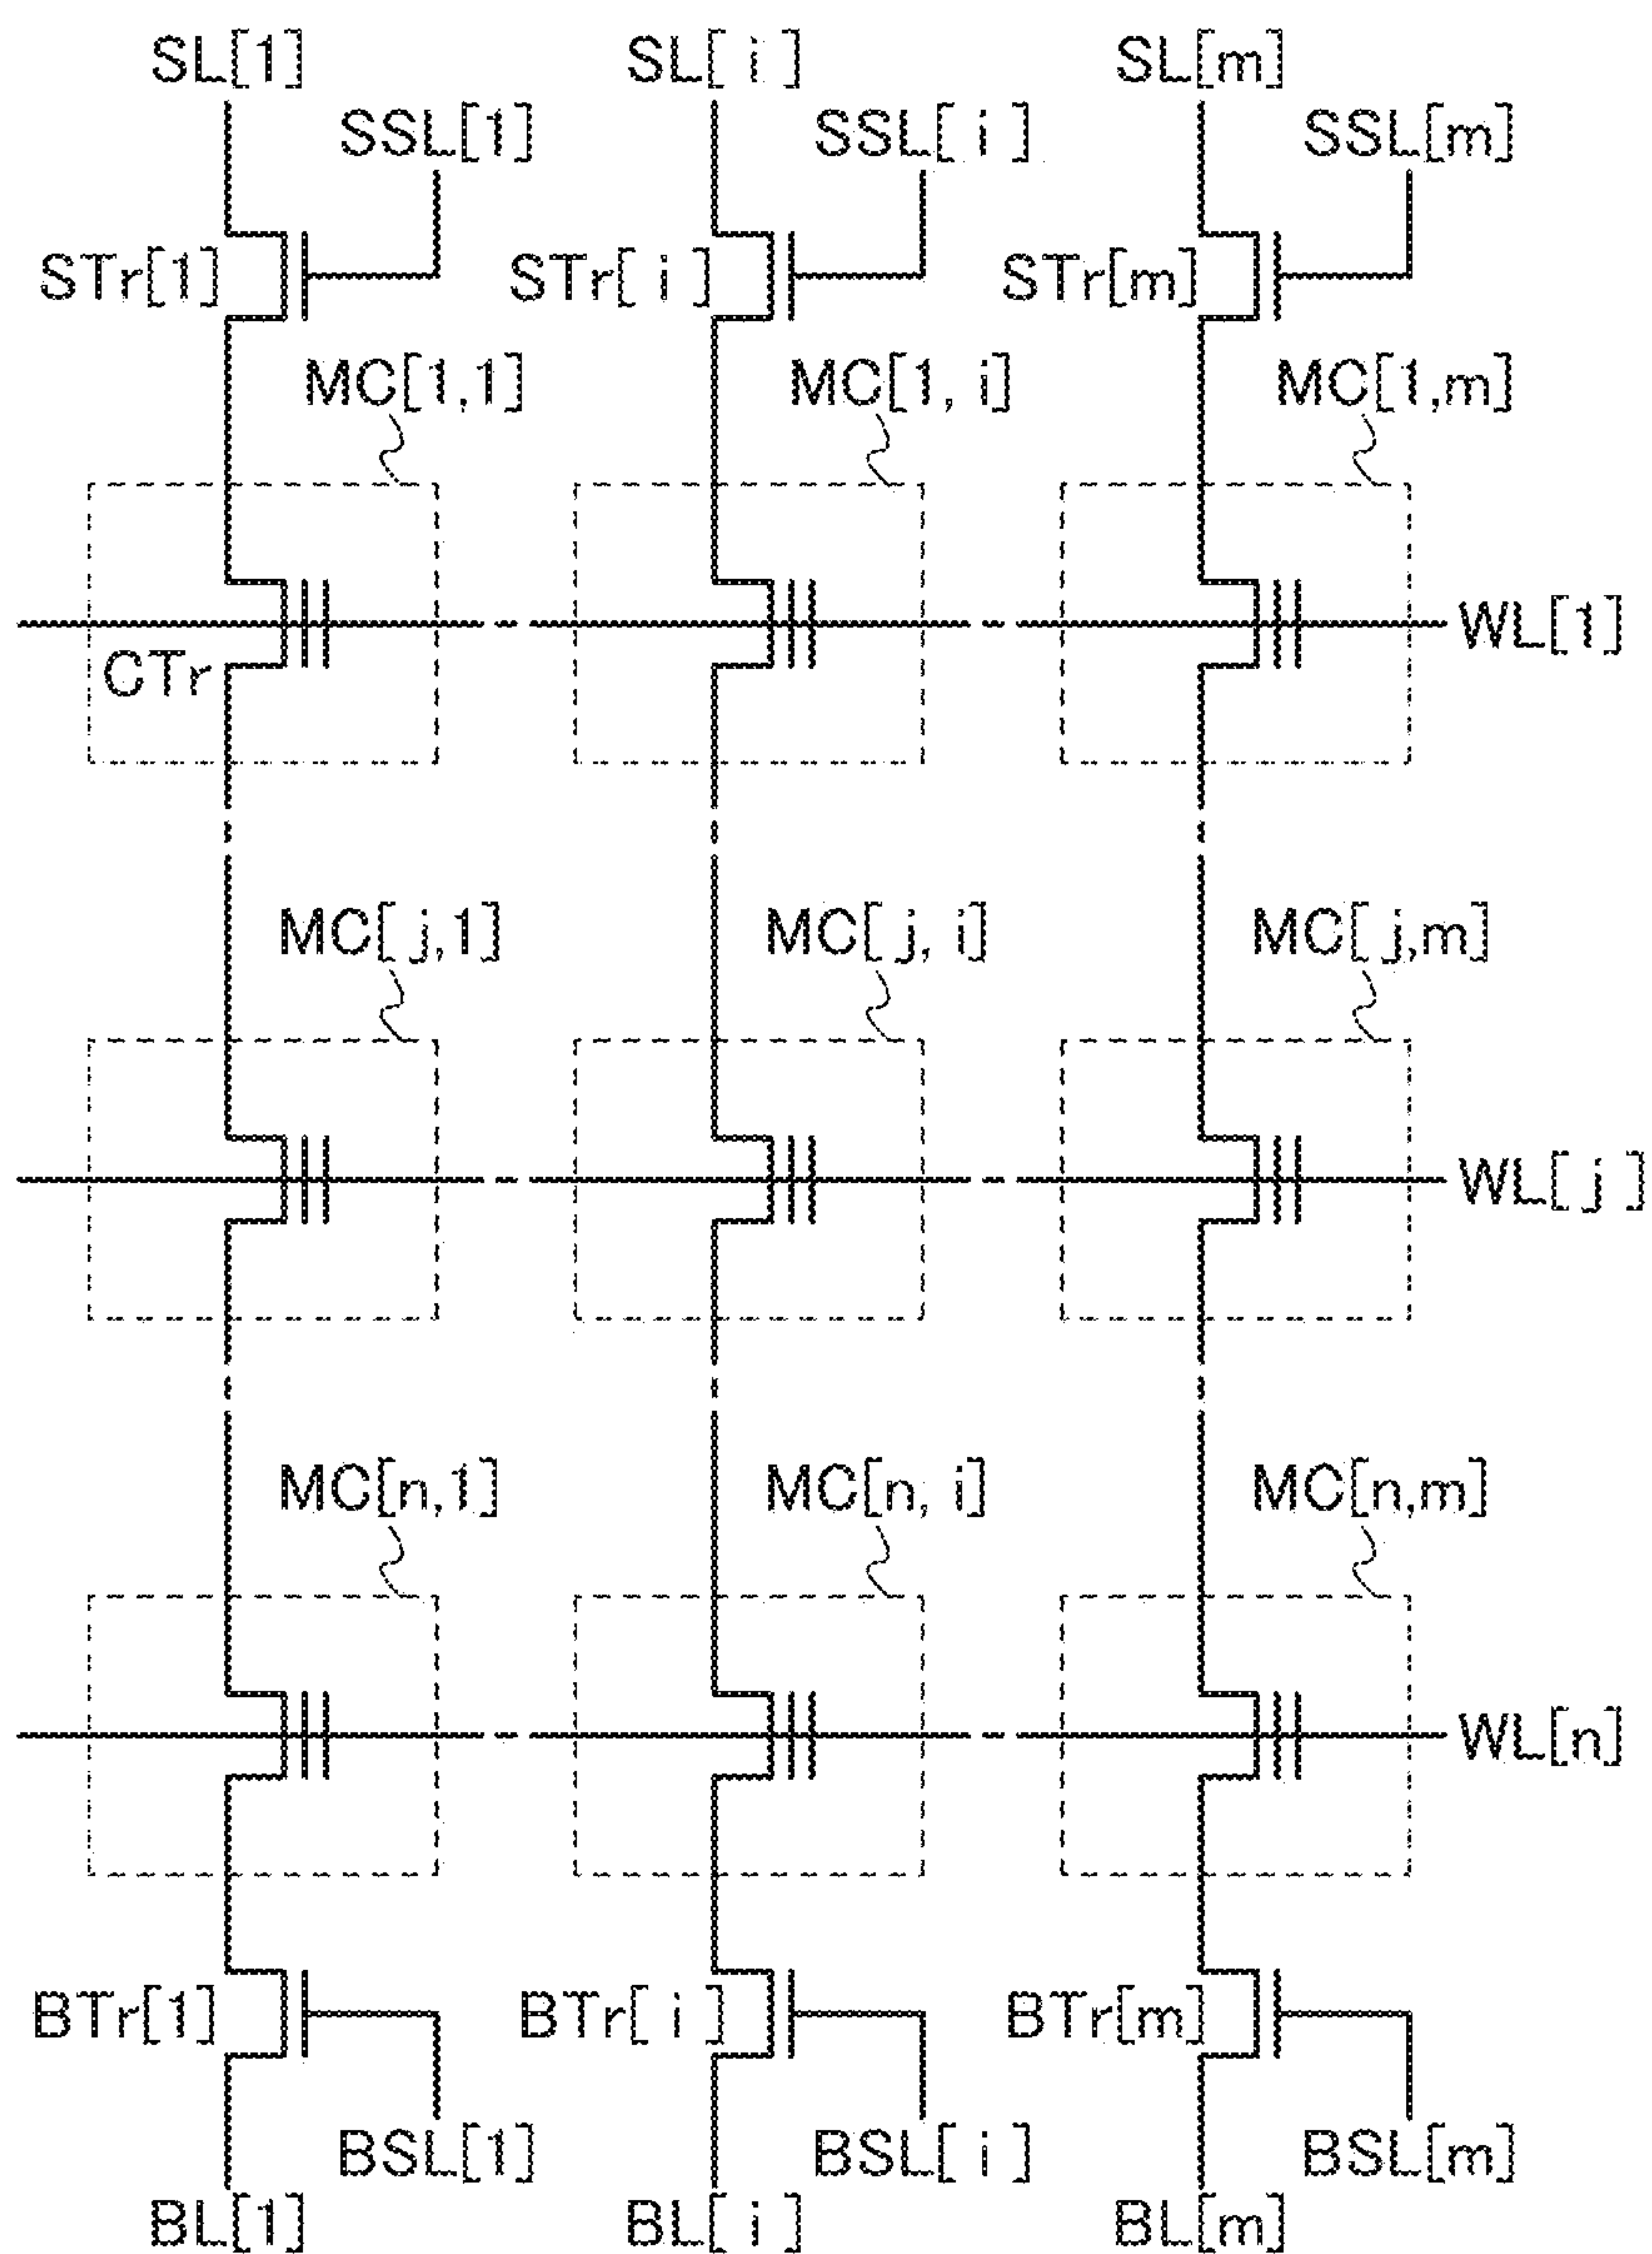 SL[1] SL[ i ] SL[m]
SSL[1] SSL[ i ] SSL[m]
STr[1] STr[ i ] STr[m]
MC[1,1] MC[1, i] MC[1,m]
WL[1]
CTr
MC[ j,1] MC[ j, i] MC[ j,m]
WL[ j ]
MC[n,1] MC[n, i] MC[n,m]
WL[n]
BTr[1] BTr[ i ] BTr[m]
BSL[1] BSL[ i ] BSL[m]
BL[1] BL[ i ] BL[m]